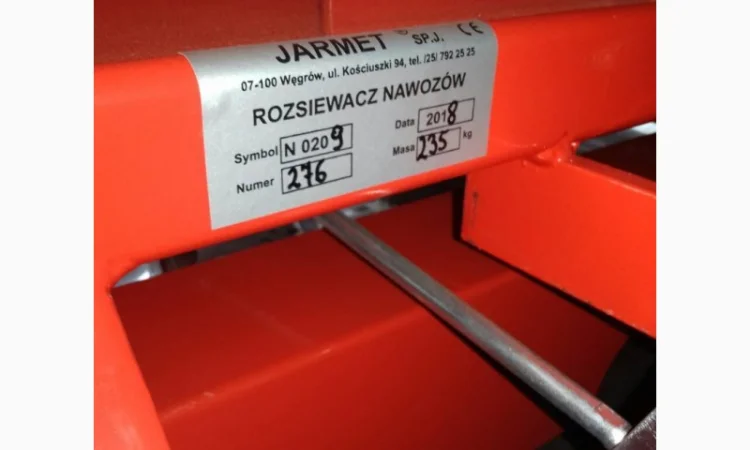 JARMET ® SP.J. CE
07-100 Węgrów, ul. Kościuszki 94, tel. /25/ 792 25 25
ROZSIEWACZ NAWOZÓW
Symbol N 0209 Data 2018
Numer 276 Masa 235 kg